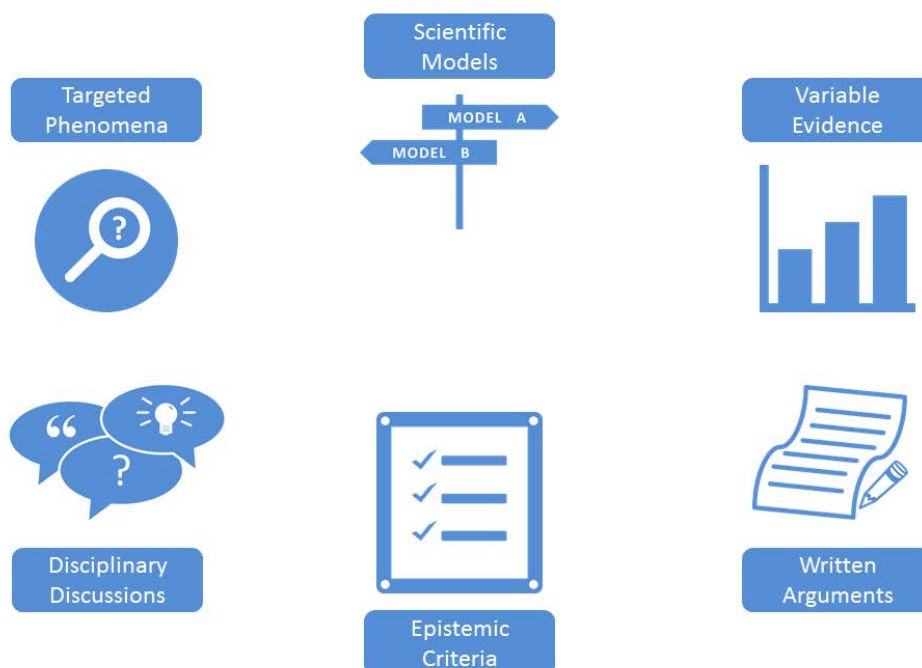 Scientific
Models
Targeted
Phenomena
Variable
Evidence
MODEL A
MODEL B
?
“
?
Disciplinary
Discussions
Epistemic
Criteria
Written
Arguments